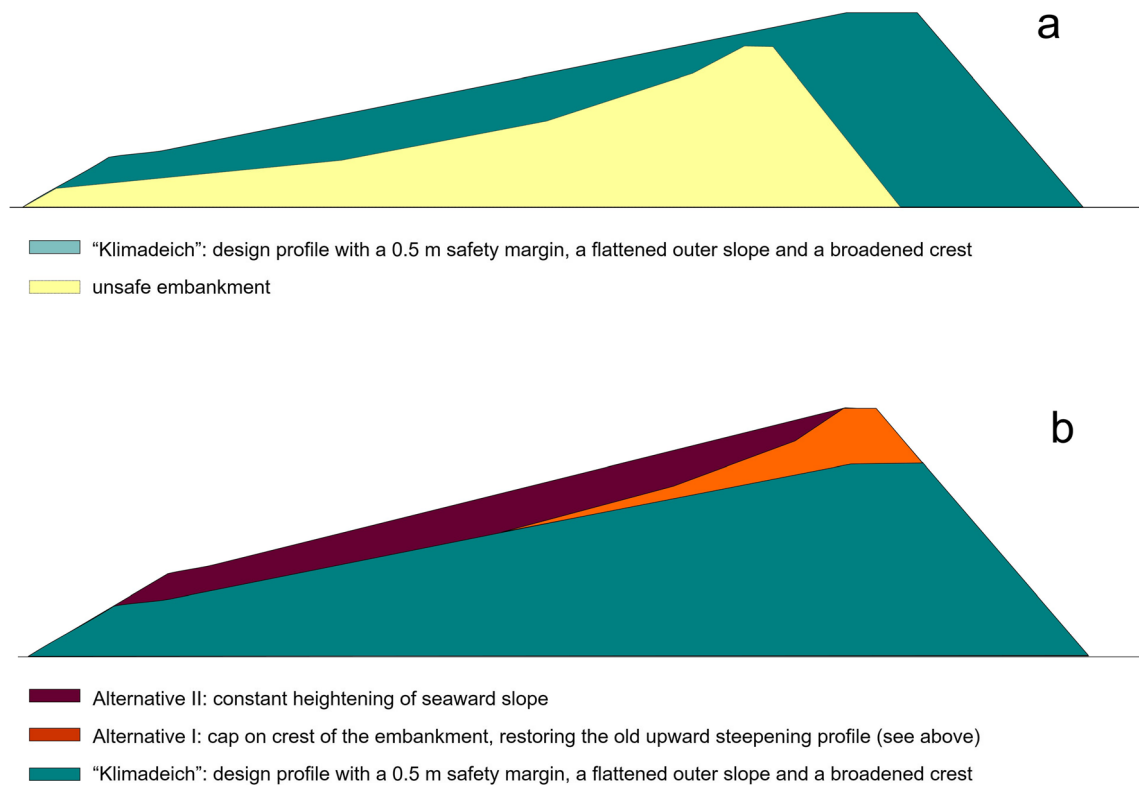 a
“Klimadeich”: design profile with a 0.5 m safety margin, a flattened outer slope and a broadened crest
unsafe embankment
b
Alternative II: constant heightening of seaward slope
Alternative I: cap on crest of the embankment, restoring the old upward steepening profile (see above)
“Klimadeich”: design profile with a 0.5 m safety margin, a flattened outer slope and a broadened crest